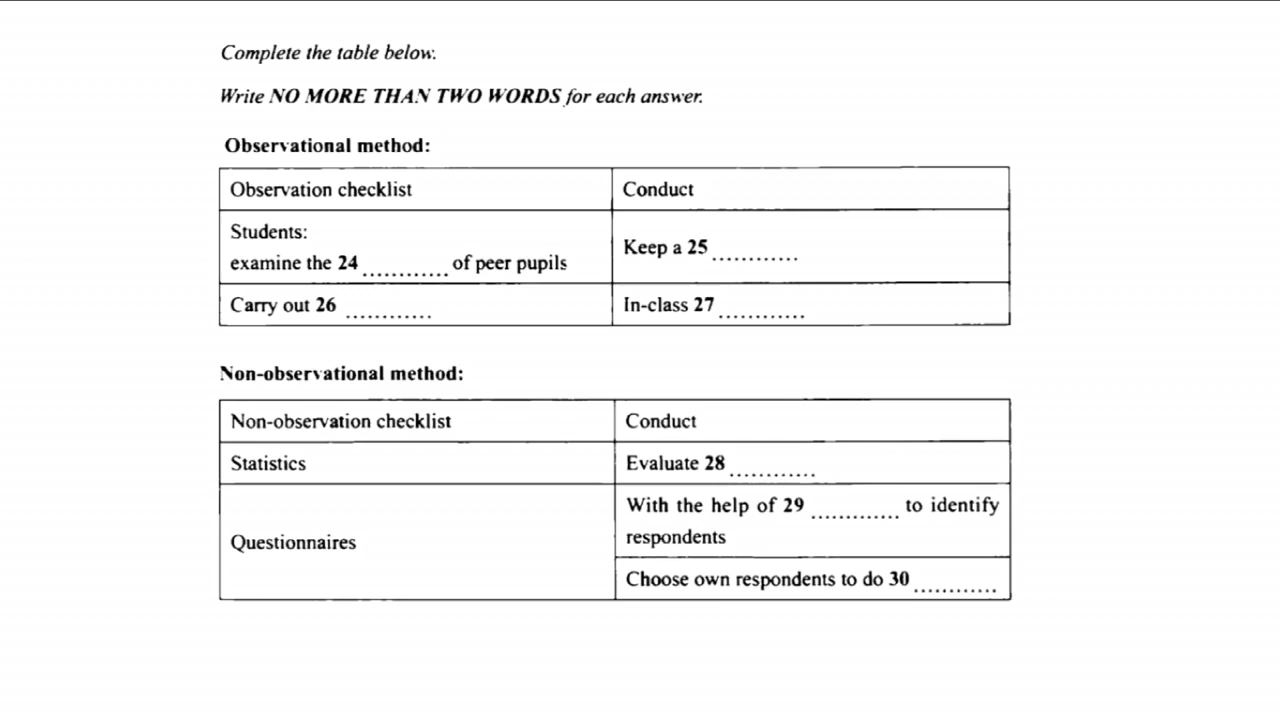 Complete the table below.
Write NO MORE THAN TWO WORDS for each answer.
Observational method:
Observation checklist
Conduct
Students:
examine the 24 ............ of peer pupils
Keep a 25 ............
Carry out 26 ............
In-class 27 ............
Non-observational method:
Non-observation checklist
Conduct
Statistics
Evaluate 28 ............
Questionnaires
With the help of 29 ............ to identify
respondents
Choose own respondents to do 30 ............